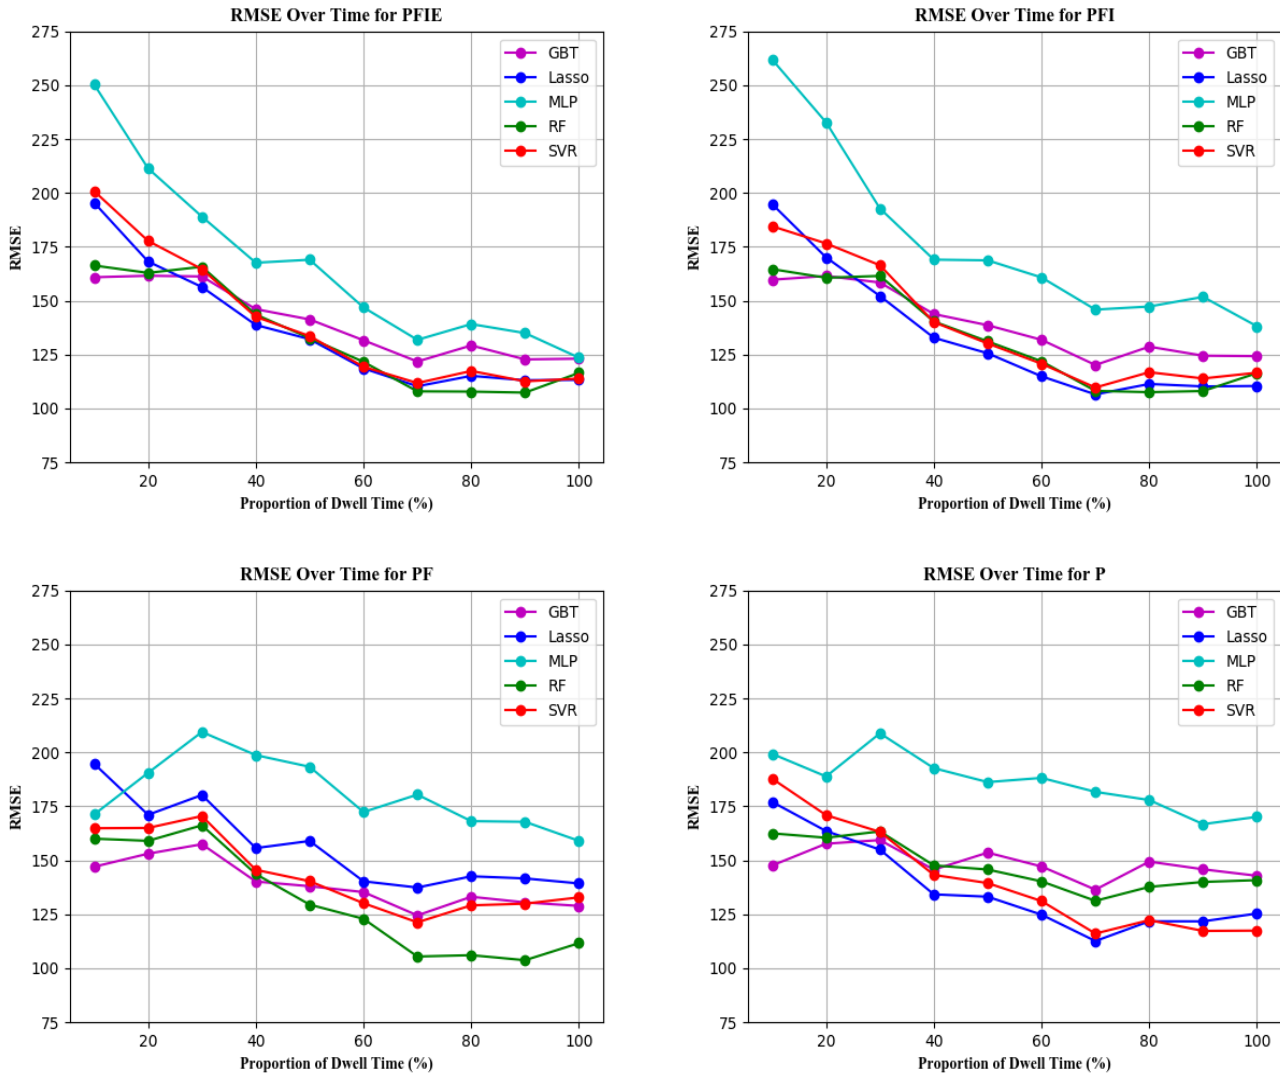 RMSE Over Time for PFIE
275
250
225
200
175
150
125
100
75
RMSE
20 40 60 80 100
Proportion of Dwell Time (%)
GBT
Lasso
MLP
RF
SVR
RMSE Over Time for PFI
275
250
225
200
175
150
125
100
75
RMSE
20 40 60 80 100
Proportion of Dwell Time (%)
GBT
Lasso
MLP
RF
SVR
RMSE Over Time for PF
275
250
225
200
175
150
125
100
75
RMSE
20 40 60 80 100
Proportion of Dwell Time (%)
GBT
Lasso
MLP
RF
SVR
RMSE Over Time for P
275
250
225
200
175
150
125
100
75
RMSE
20 40 60 80 100
Proportion of Dwell Time (%)
GBT
Lasso
MLP
RF
SVR